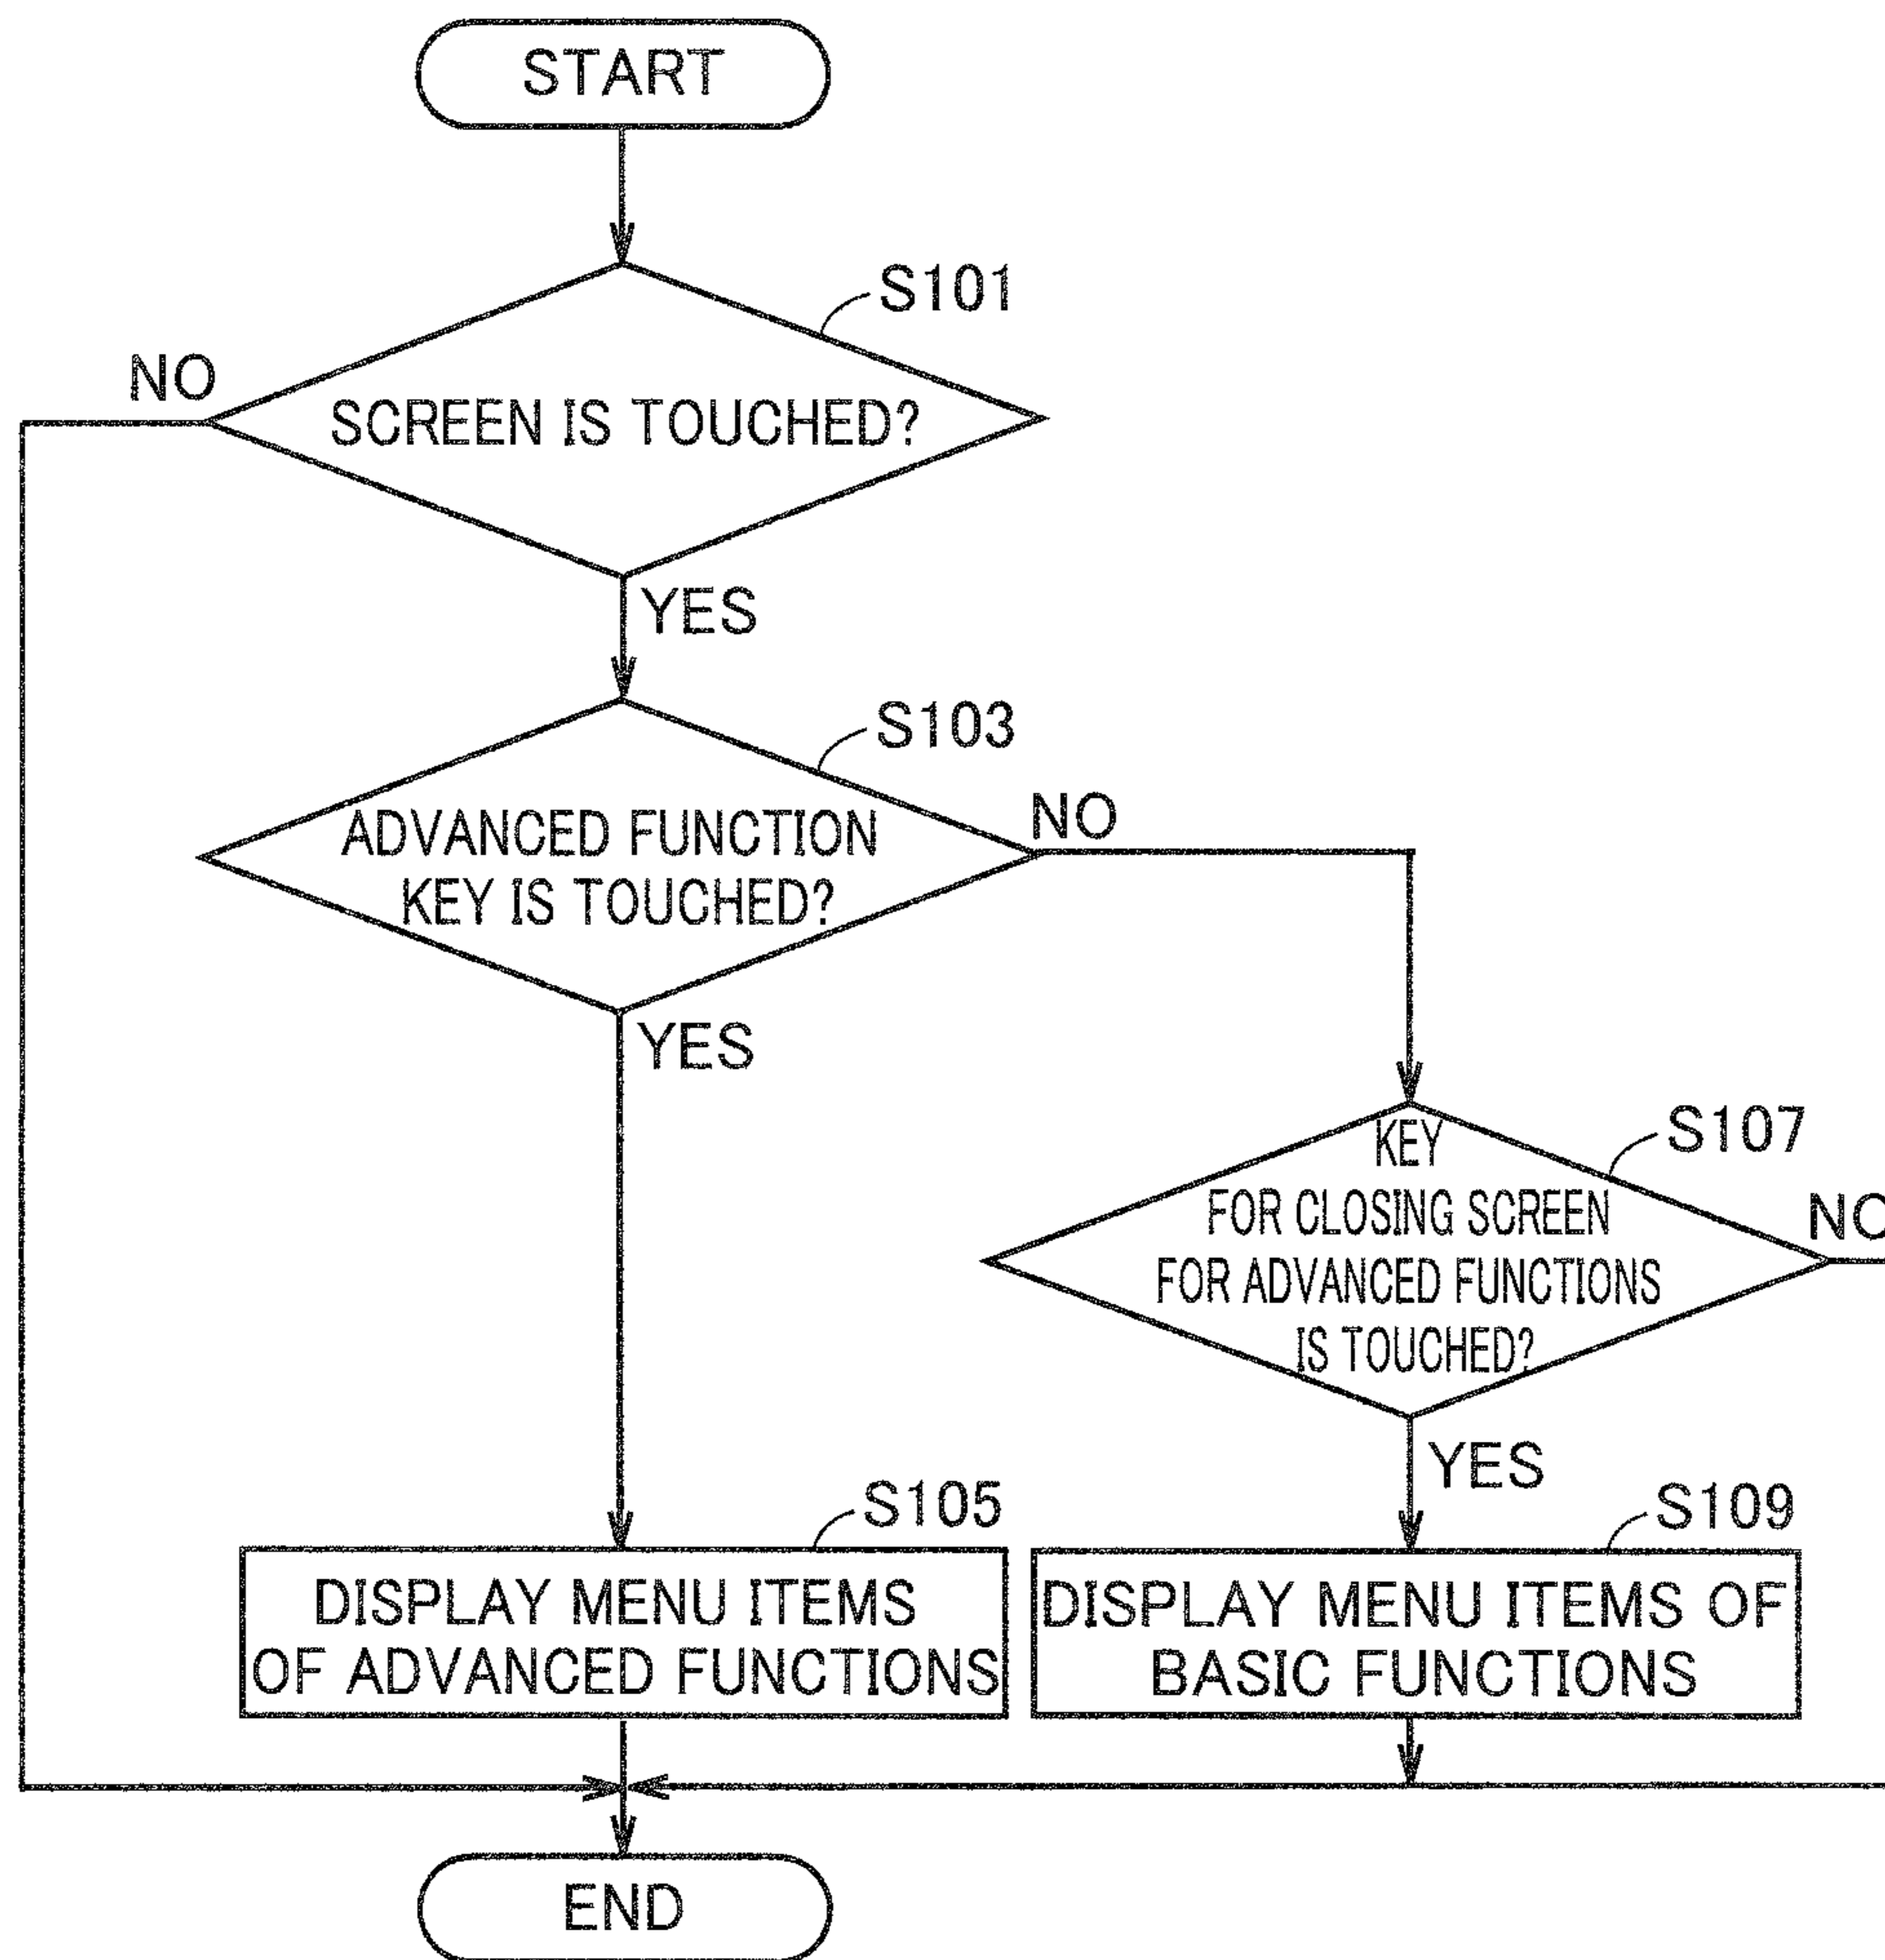 START
S101
NO
SCREEN IS TOUCHED?
YES
S103
ADVANCED FUNCTION
KEY IS TOUCHED?
NO
YES
S107
KEY
FOR CLOSING SCREEN
FOR ADVANCED FUNCTIONS
IS TOUCHED?
NO
YES
S105
DISPLAY MENU ITEMS
OF ADVANCED FUNCTIONS
S109
DISPLAY MENU ITEMS OF
BASIC FUNCTIONS
END